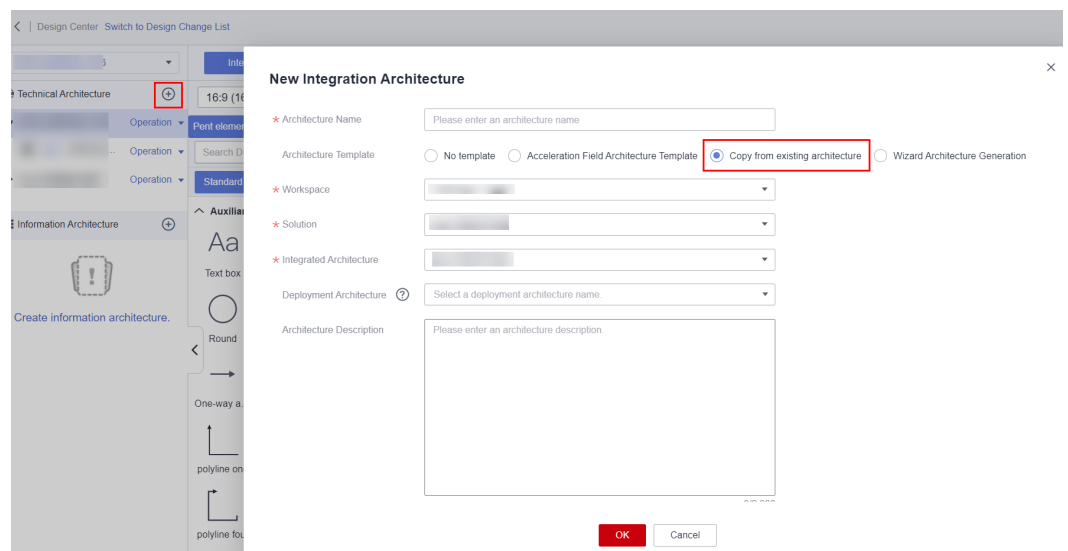 Design Center Switch to Design Change List
Inte
Technical Architecture
16:9 (16
Operation
Pent elemen
Operation
Search D
Operation
Standard
Auxiliar
Information Architecture
Aa
Text box
Create information architecture.
Round
One-way a.
polyline on
polyline fou
New Integration Architecture
* Architecture Name
Please enter an architecture name
Architecture Template
No template
Acceleration Field Architecture Template
Copy from existing architecture
Wizard Architecture Generation
* Workspace
* Solution
* Integrated Architecture
Deployment Architecture ?
Select a deployment architecture name.
Architecture Description
Please enter an architecture description.
OK
Cancel